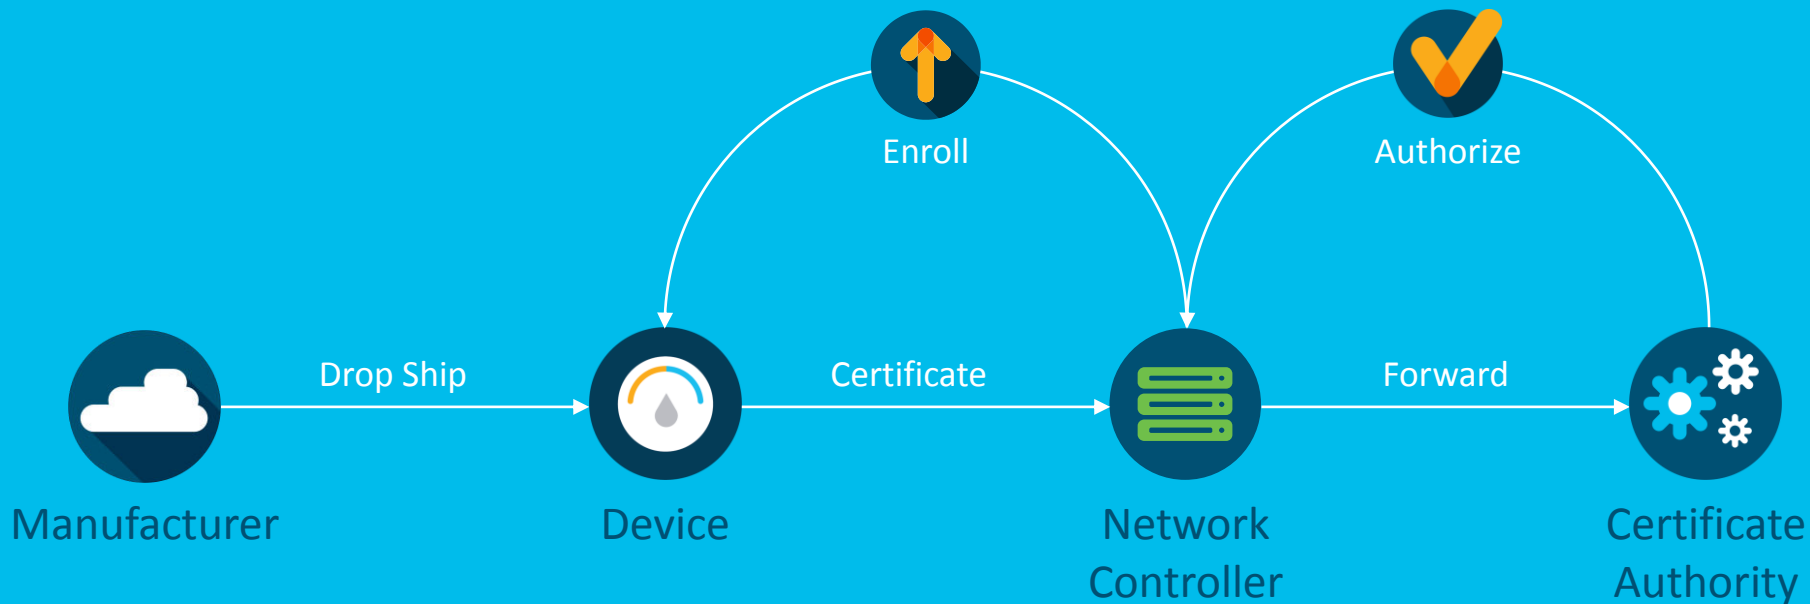 Enroll
Authorize
Drop Ship
Certificate
Forward
Manufacturer
Device
Network
Controller
Certificate
Authority